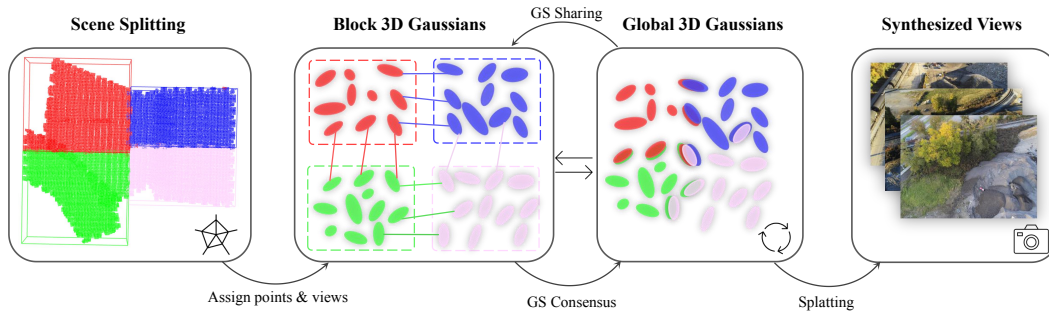 Scene Splitting
Block 3D Gaussians
GS Sharing
Global 3D Gaussians
Synthesized Views
Assign points & views
GS Consensus
Splatting